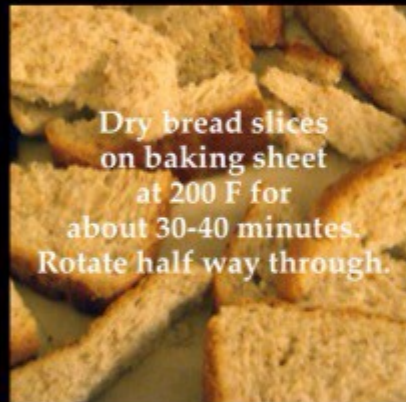 Dry bread slices
on baking sheet
at 200 F for
about 30-40 minutes.
Rotate half way through.